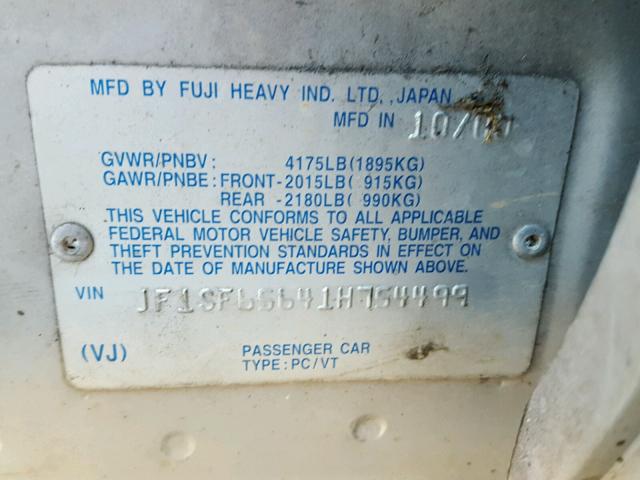 MFD BY FUJI HEAVY IND. LTD., JAPAN
MFD IN 10/00
GVWR/PNBV : 4175LB(1895KG)
GAWR/PNBE : FRONT-2015LB( 915KG)
REAR -2180LB( 990KG)
THIS VEHICLE CONFORMS TO ALL APPLICABLE
FEDERAL MOTOR VEHICLE SAFETY, BUMPER, AND
THEFT PREVENTION STANDARDS IN EFFECT ON
THE DATE OF MANUFACTURE SHOWN ABOVE.
VIN JF1SF65641H754499
(VJ) PASSENGER CAR
TYPE : PC/VT